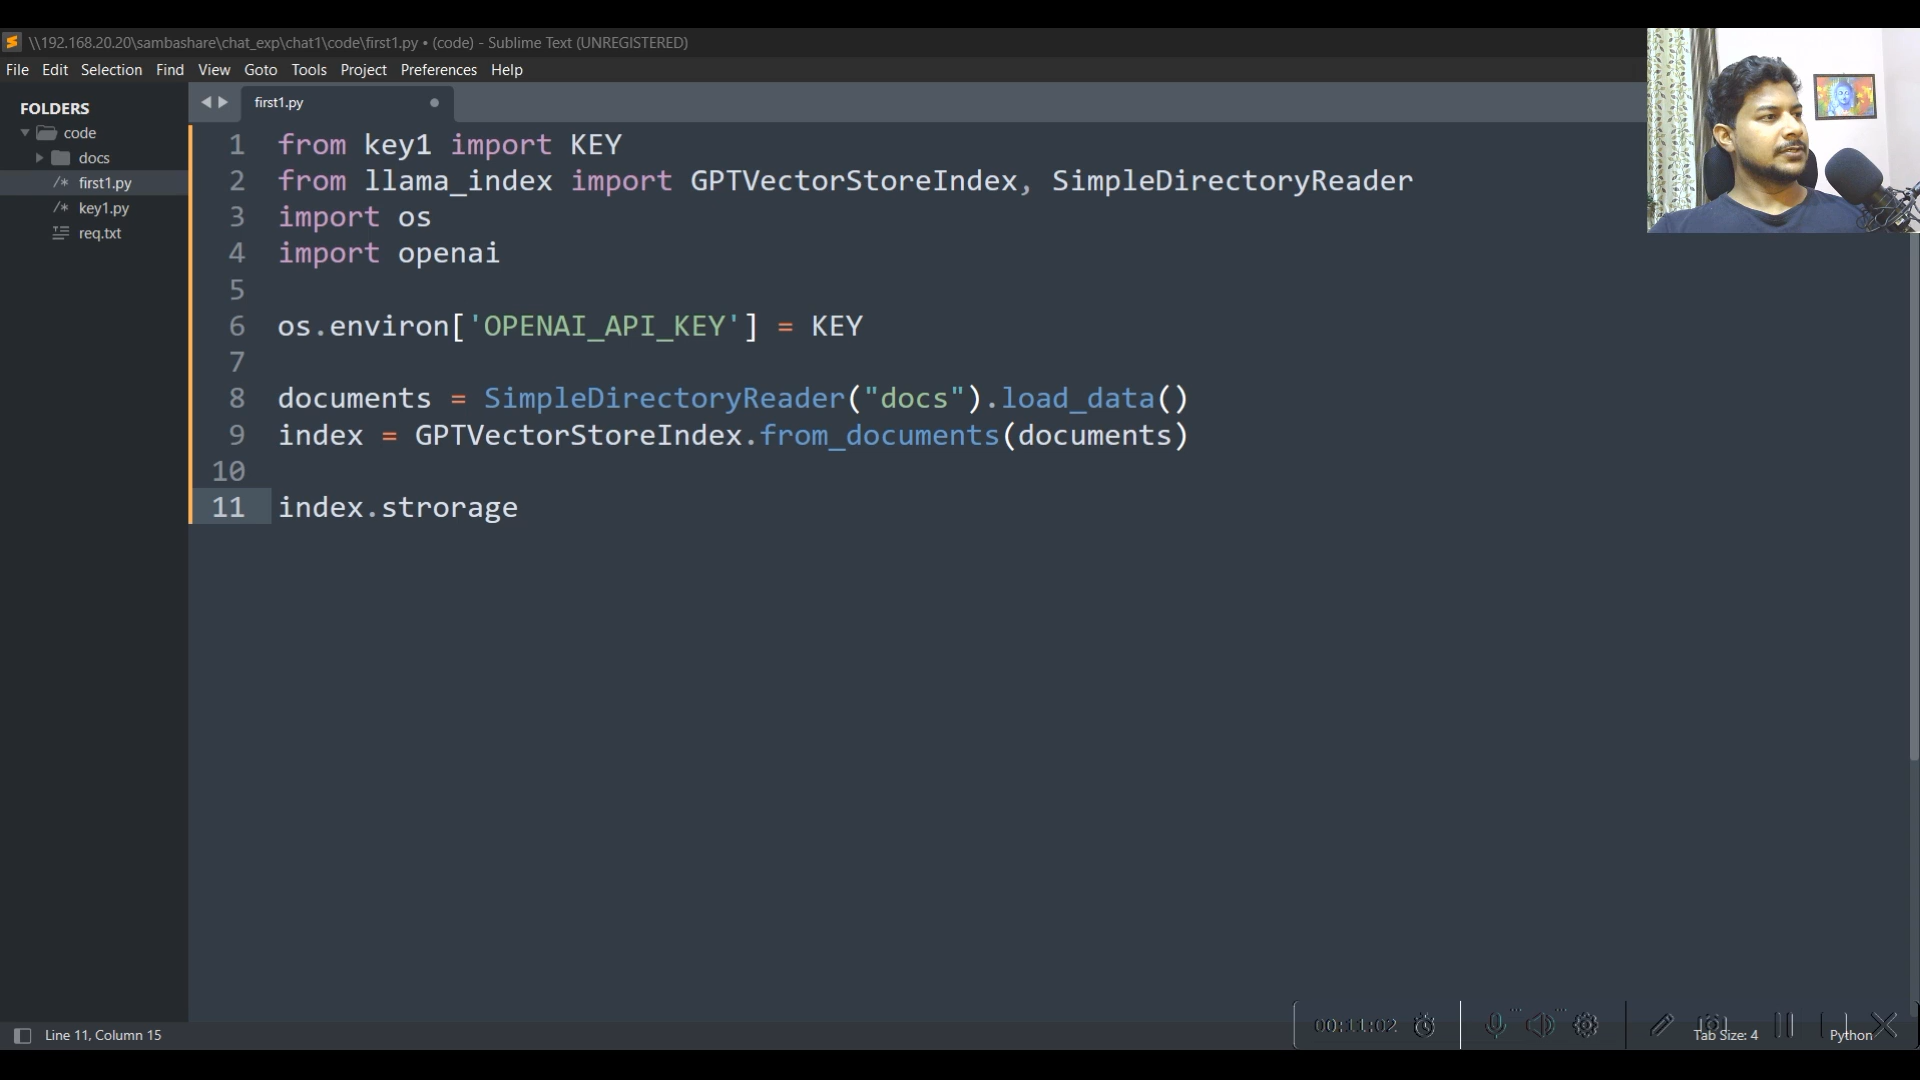 \\192.168.20.20\sambashare\chat_exp\chat1\code\first1.py • (code) - Sublime Text (UNREGISTERED)
File Edit Selection Find View Goto Tools Project Preferences Help
FOLDERS
code
docs
first1.py
key1.py
req.txt
first1.py
1 from key1 import KEY
2 from llama_index import GPTVectorStoreIndex, SimpleDirectoryReader
3 import os
4 import openai
5
6 os.environ['OPENAI_API_KEY'] = KEY
7
8 documents = SimpleDirectoryReader("docs").load_data()
9 index = GPTVectorStoreIndex.from_documents(documents)
10
11 index.strorage
00:11:02
Line 11, Column 15
Tab Size: 4
Python